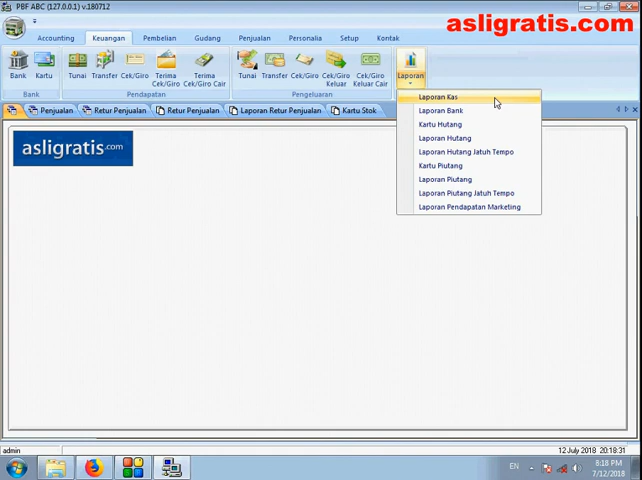 PBF ABC (127.0.0.1) v.180712
asligratis.com
Accounting Keuangan Pembelian Gudang Penjualan Personalia Setup Kontak
Bank Kartu Tunai Transfer Cek/Giro Terima Cek/Giro Terima Cek/Giro Cair Tunai Transfer Cek/Giro Cek/Giro Keluar Cek/Giro Keluar Cair Laporan
Bank Pendapatan Pengeluaran
Penjualan Retur Penjualan Retur Penjualan Laporan Retur Penjualan Kartu Stok
Laporan Kas
Laporan Bank
Kartu Hutang
Laporan Hutang
Laporan Hutang Jatuh Tempo
Kartu Piutang
Laporan Piutang
Laporan Piutang Jatuh Tempo
Laporan Pendapatan Marketing
asligratis.com
admin
12 July 2018 20:18:31
EN
8:18 PM
7/12/2018